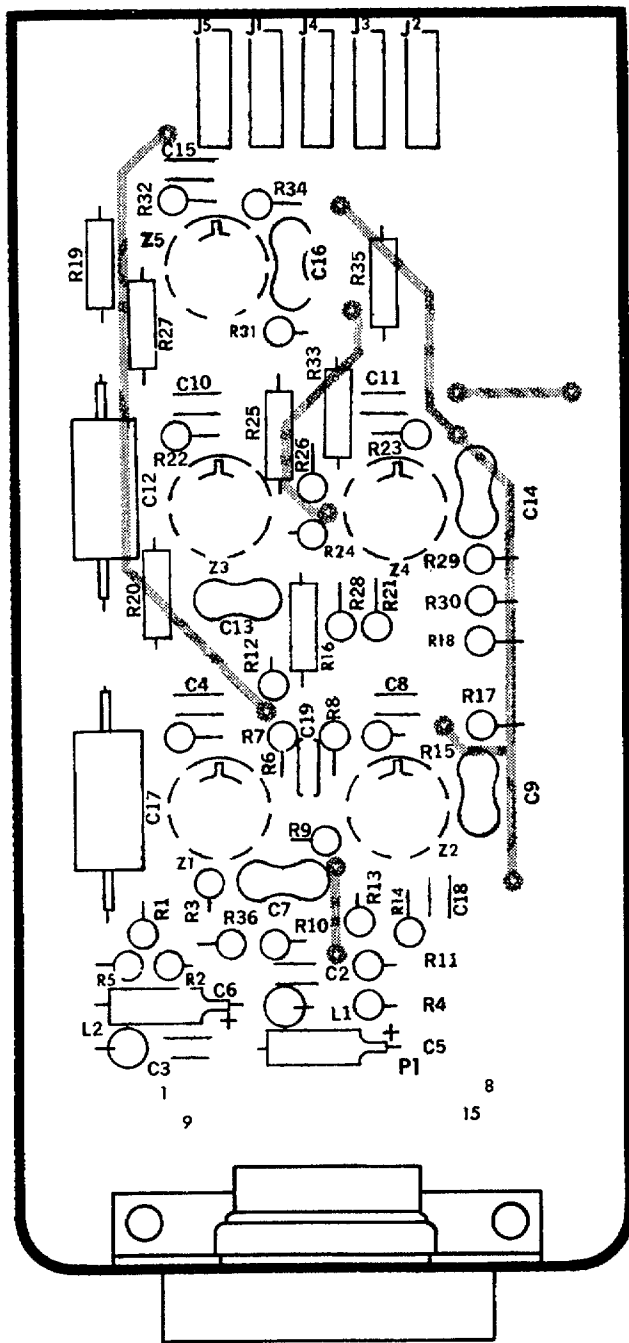 J5 J1 J4 J3 J2
C15
R32 R34
Z5
R19 C16 R35
R27
R31
R33
C10 C11
R25
R22 R26 R23
C12 C14
R24
Z3 Z4 R29
R20 R28 R21 R30
C13
R16 R18
R12
C4 C8
R17
R7 C19 R8
R6 R15
C17 C9
R9
Z1 Z2
R3 C7 R13 R14 C18
R1 R36 R10
R5 R2 C2 R11
C6
+
L2 L1 R4
+
C3 C5
P1
1 8
9 15